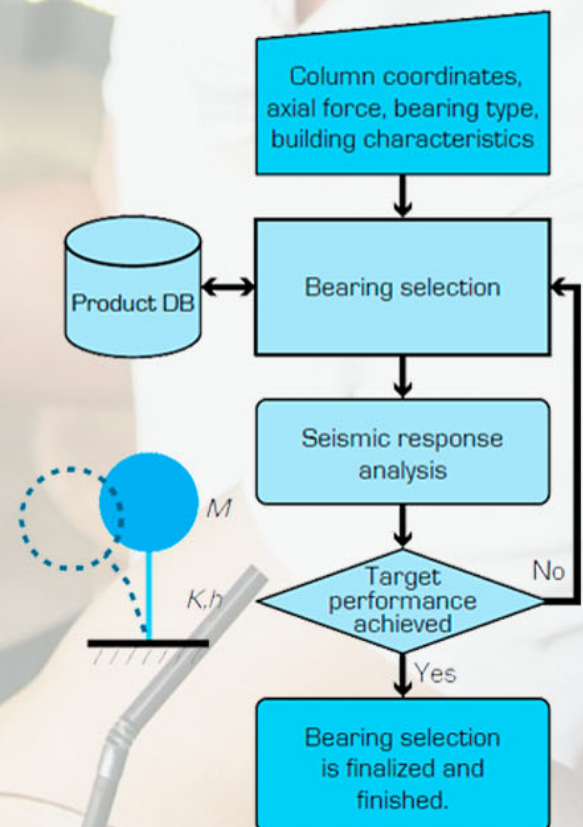 Column coordinates,
axial force, bearing type,
building characteristics
Product DB
Bearing selection
Seismic response
analysis
M
K,h
Target
performance
achieved
No
Yes
Bearing selection
is finalized and
finished.